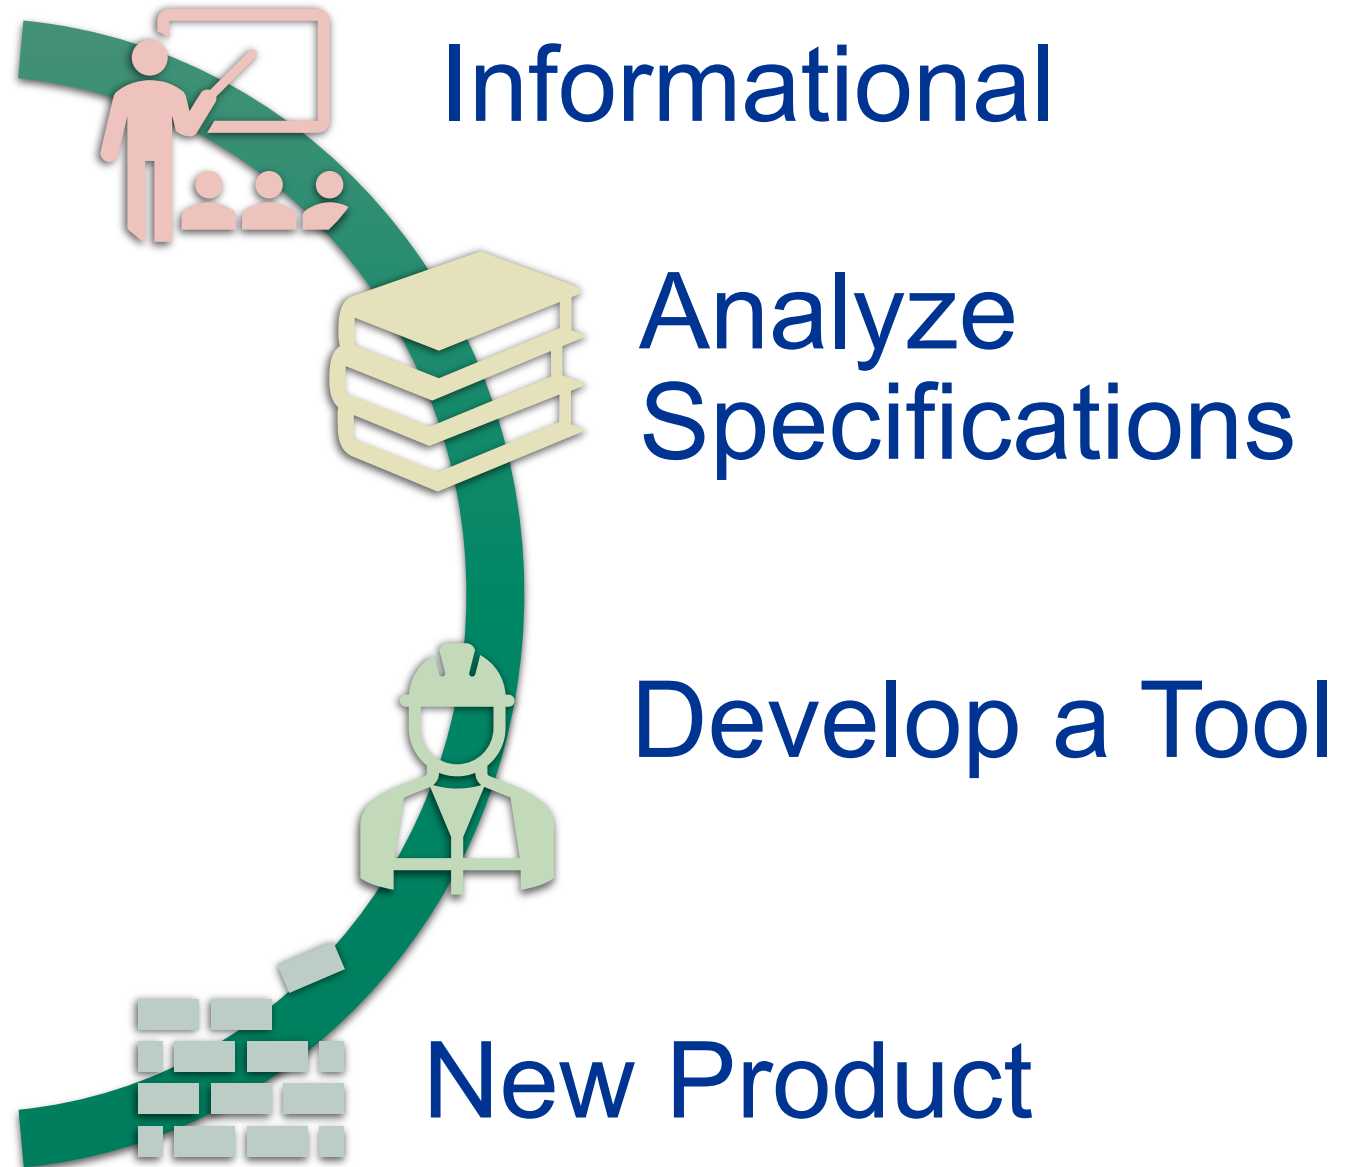 Informational
Analyze
Specifications
Develop a Tool
New Product